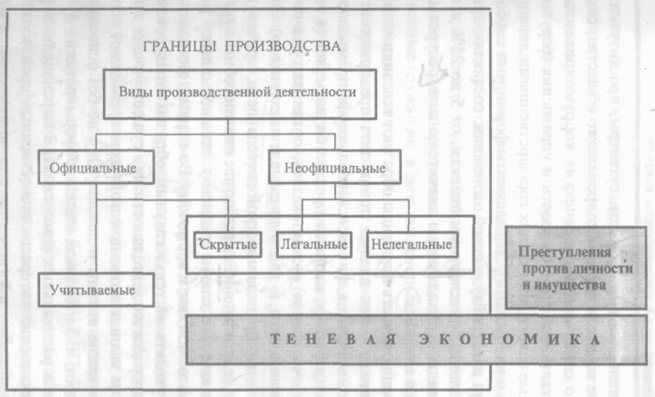 ГРАНИЦЫ ПРОИЗВОДСТВА
Виды производственной деятельности
Официальные
Неофициальные
Скрытые
Легальные
Нелегальные
Учитываемые
Преступления
против личности
и имущества
ТЕНЕВАЯ ЭКОНОМИКА